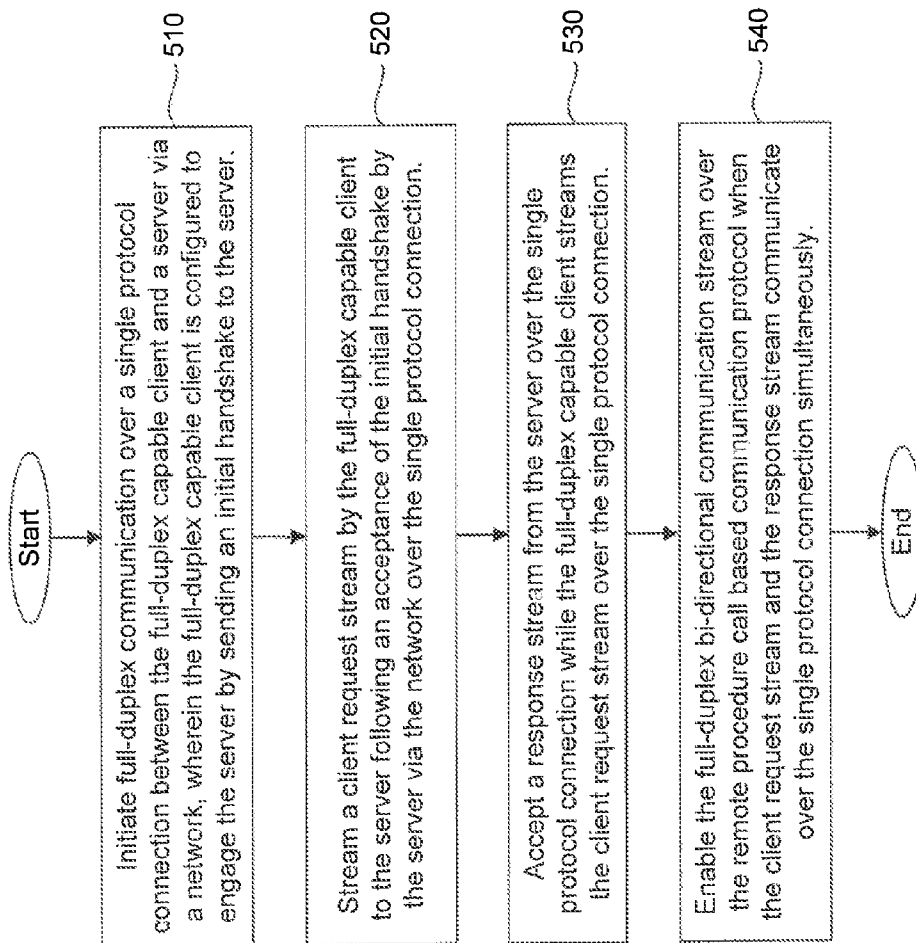 Start
Initiate full-duplex communication over a single protocol
connection between the full-duplex capable client and a server via
a network, wherein the full-duplex capable client is configured to
engage the server by sending an initial handshake to the server.
510
Stream a client request stream by the full-duplex capable client
to the server following an acceptance of the initial handshake by
the server via the network over the single protocol connection.
520
Accept a response stream from the server over the single
protocol connection while the full-duplex capable client streams
the client request stream over the single protocol connection.
530
Enable the full-duplex bi-directional communication stream over
the remote procedure call based communication protocol when
the client request stream and the response stream communicate
over the single protocol connection simultaneously.
540
End